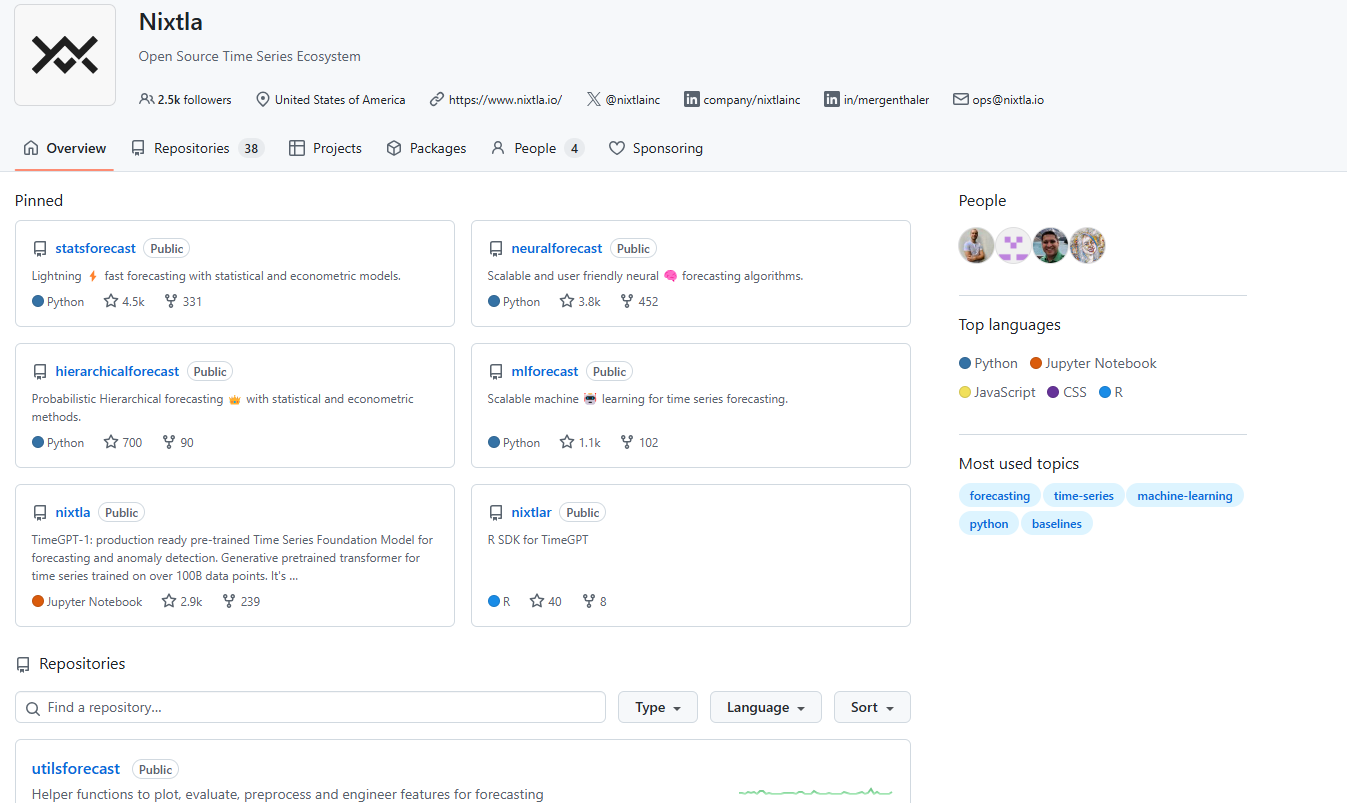 Nixtla
Open Source Time Series Ecosystem
2.5k followers United States of America https://www.nixtla.io/ @nixtlainc company/nixtlainc in/mergenthaler ops@nixtla.io
Overview Repositories 38 Projects Packages People 4 Sponsoring
Pinned
statsforecast Public
Lightning ⚡ fast forecasting with statistical and econometric models.
Python 4.5k 331
neuralforecast Public
Scalable and user friendly neural 🧠 forecasting algorithms.
Python 3.8k 452
hierarchicalforecast Public
Probabilistic Hierarchical forecasting 👑 with statistical and econometric
methods.
Python 700 90
mlforecast Public
Scalable machine 🤖 learning for time series forecasting.
Python 1.1k 102
nixtla Public
TimeGPT-1: production ready pre-trained Time Series Foundation Model for
forecasting and anomaly detection. Generative pretrained transformer for
time series trained on over 100B data points. It's ...
Jupyter Notebook 2.9k 239
nixtlar Public
R SDK for TimeGPT
R 40 8
Repositories
Find a repository... Type Language Sort
utilsforecast Public
Helper functions to plot, evaluate, preprocess and engineer features for forecasting
People
Top languages
Python Jupyter Notebook
JavaScript CSS R
Most used topics
forecasting time-series machine-learning
python baselines